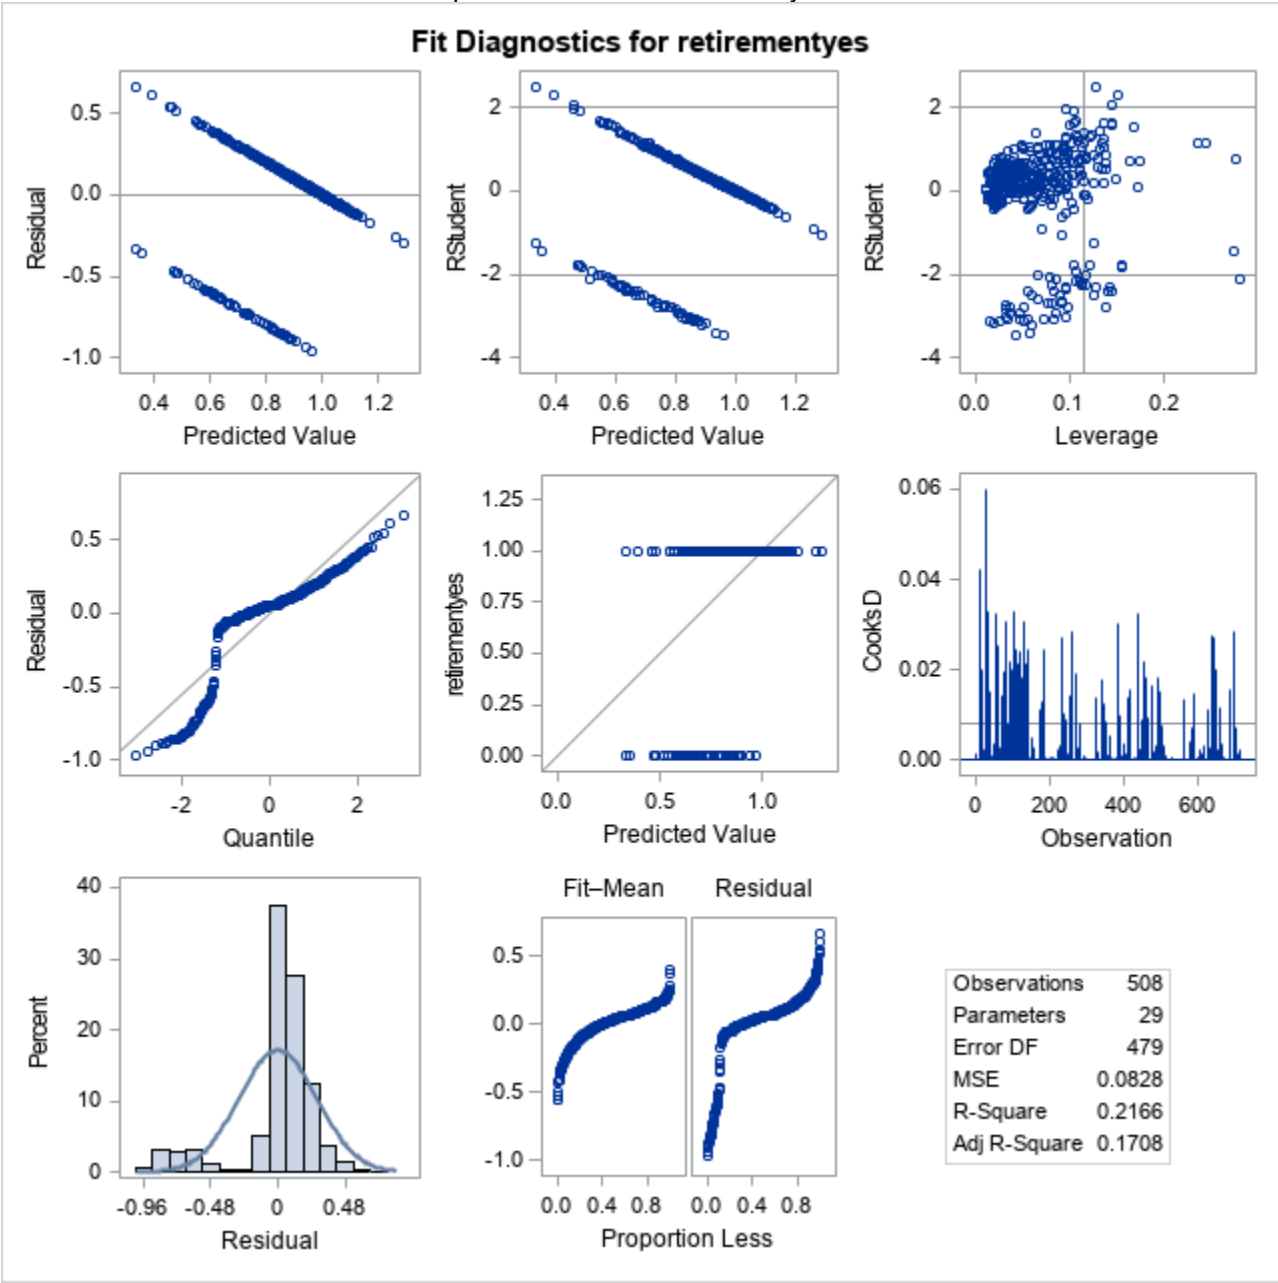 Fit Diagnostics for retirementyes
Residual
0.5
0.0
-0.5
-1.0
0.4 0.6 0.8 1.0 1.2
Predicted Value
RStudent
2
0
-2
-4
0.4 0.6 0.8 1.0 1.2
Predicted Value
RStudent
2
0
-2
-4
0.0 0.1 0.2
Leverage
Residual
0.5
0.0
-0.5
-1.0
-2 0 2
Quantile
retirementyes
1.25
1.00
0.75
0.50
0.25
0.00
0.0 0.5 1.0
Predicted Value
Cook's D
0.06
0.04
0.02
0.00
0 200 400 600
Observation
Percent
40
30
20
10
0
-0.96 -0.48 0 0.48
Residual
Fit–Mean Residual
0.5
0.0
-0.5
-1.0
0.0 0.4 0.8 0.0 0.4 0.8
Proportion Less
Observations 508
Parameters 29
Error DF 479
MSE 0.0828
R-Square 0.2166
Adj R-Square 0.1708